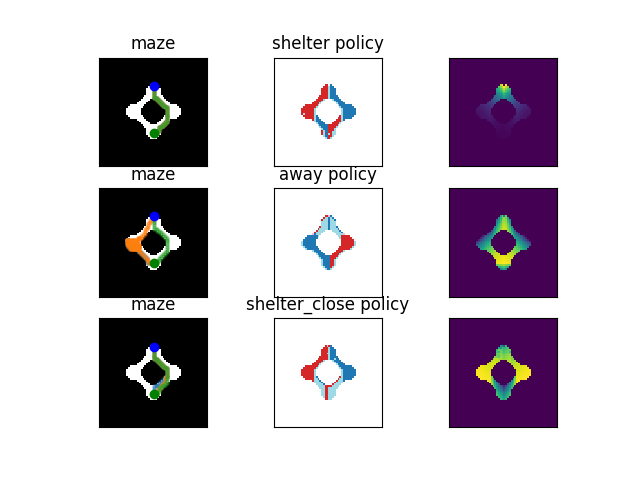 maze
shelter policy
maze
away policy
maze
shelter_close policy